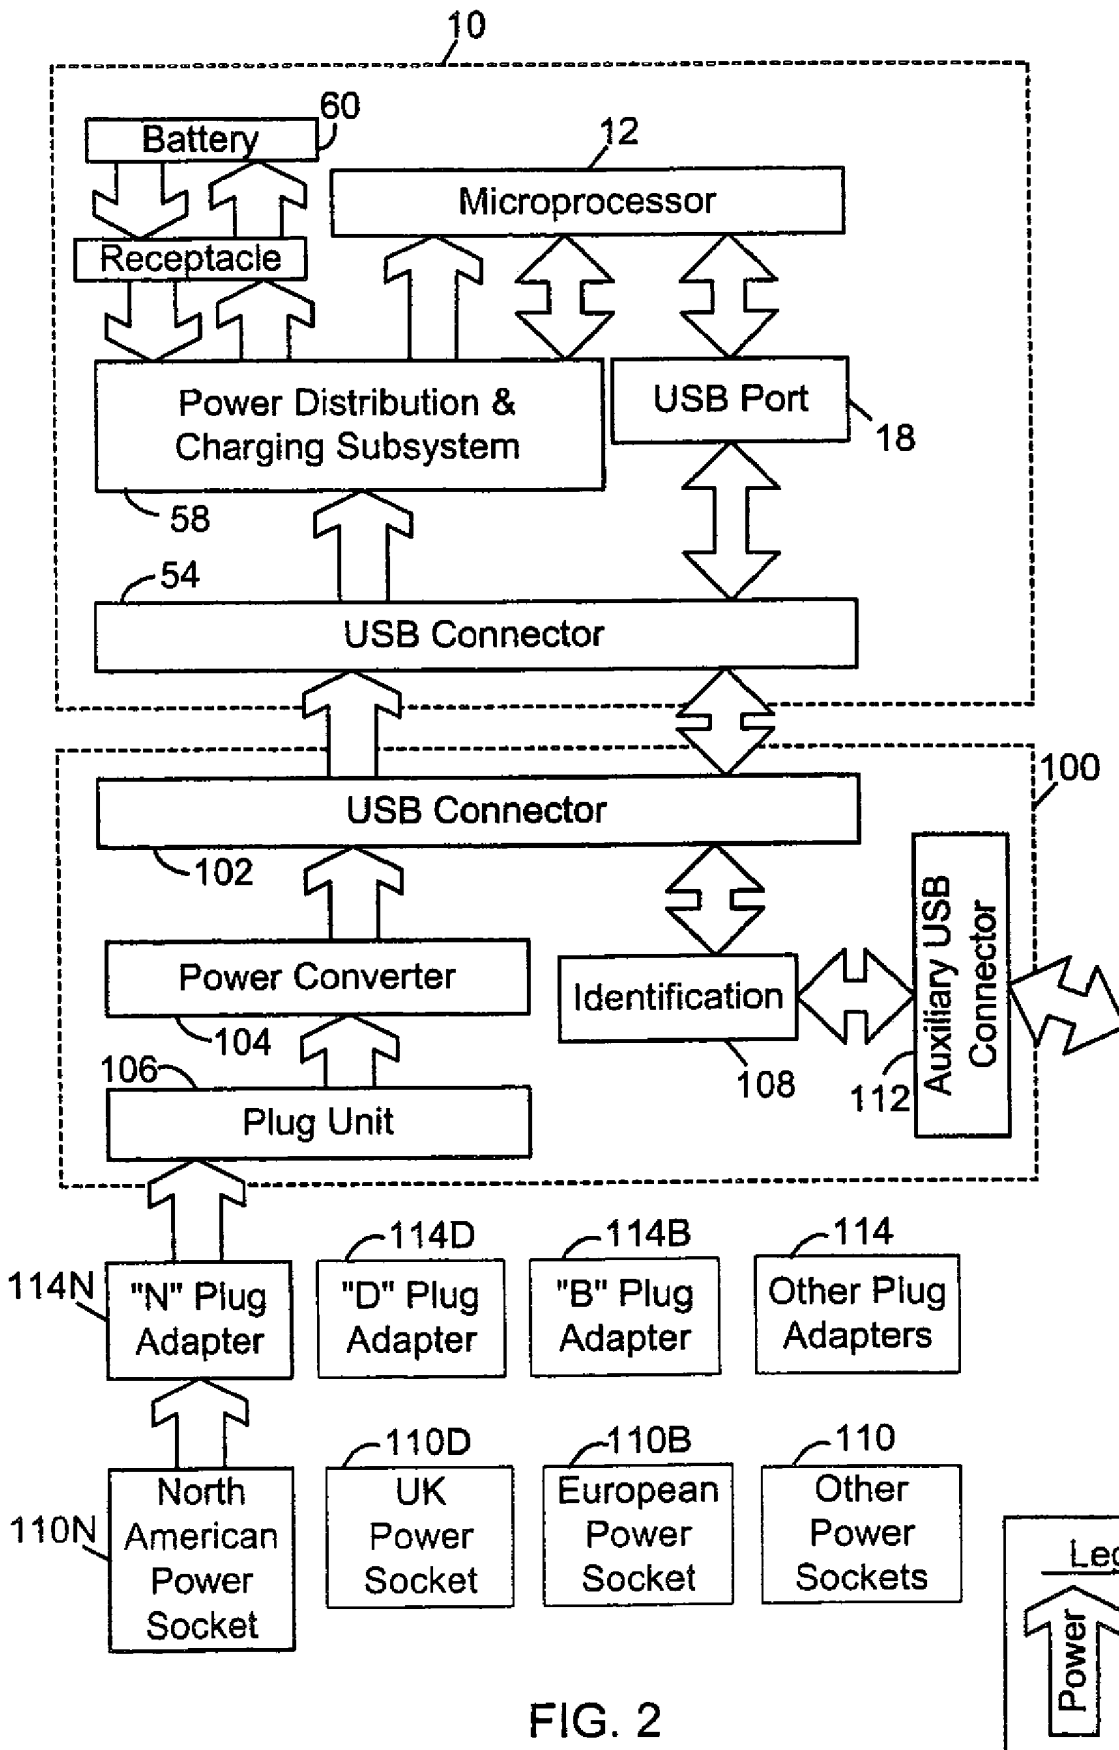 10
60
Battery
12
Microprocessor
Receptacle
Power Distribution &
Charging Subsystem
USB Port
18
58
54
USB Connector
100
USB Connector
102
Auxiliary USB
Connector
Power Converter
Identification
104
108
112
106
Plug Unit
114N
"N" Plug
Adapter
114D
"D" Plug
Adapter
114B
"B" Plug
Adapter
114
Other Plug
Adapters
110N
North
American
Power
Socket
110D
UK
Power
Socket
110B
European
Power
Socket
110
Other
Power
Sockets
Power
FIG. 2